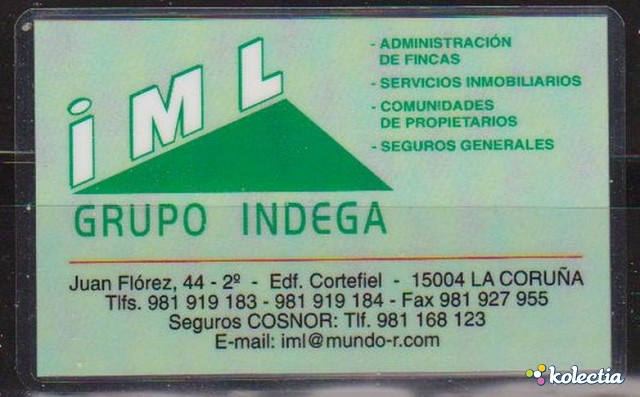 iML
GRUPO INDEGA
- ADMINISTRACIÓN
DE FINCAS
- SERVICIOS INMOBILIARIOS
- COMUNIDADES
DE PROPIETARIOS
- SEGUROS GENERALES
Juan Flórez, 44 - 2º - Edf. Cortefiel - 15004 LA CORUÑA
Tlfs. 981 919 183 - 981 919 184 - Fax 981 927 955
Seguros COSNOR: Tlf. 981 168 123
E-mail: iml@mundo-r.com
kolectia